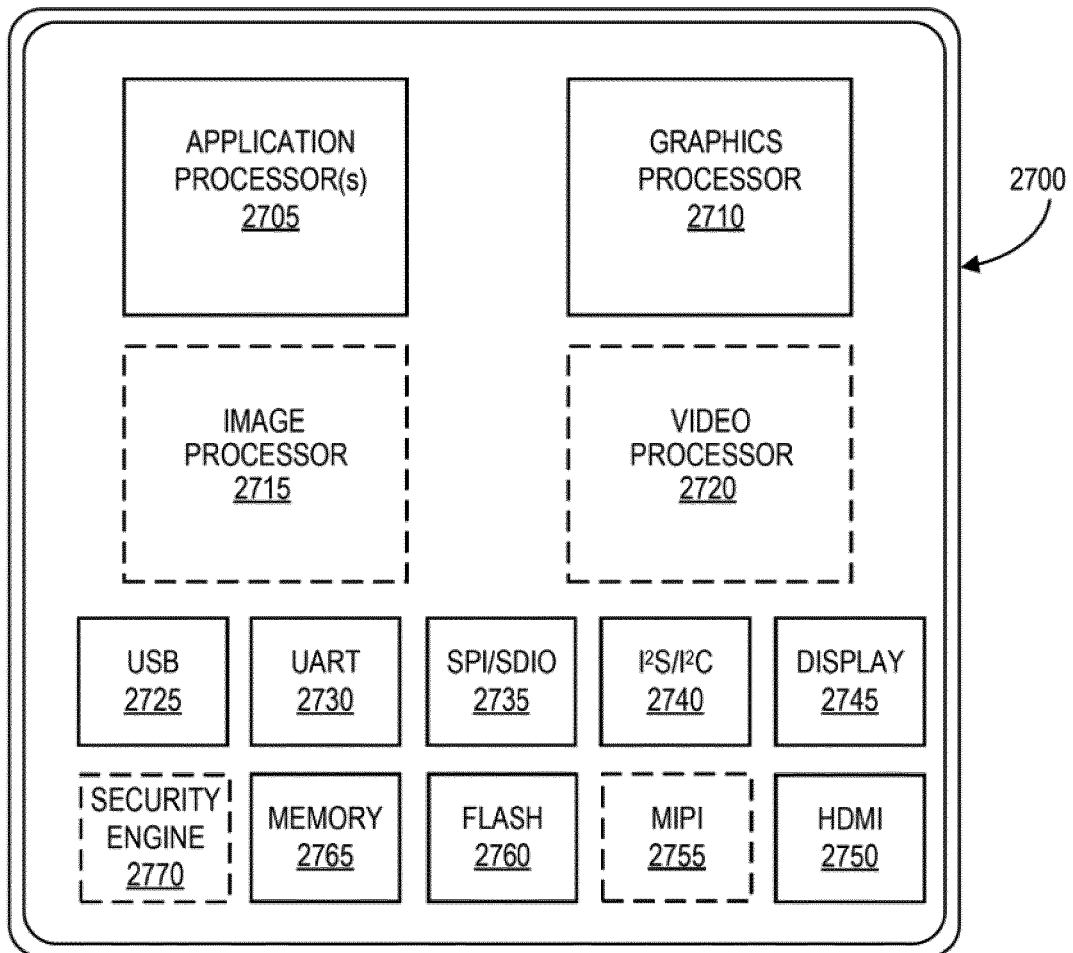 APPLICATION
PROCESSOR(s)
2705
GRAPHICS
PROCESSOR
2710
2700
IMAGE
PROCESSOR
2715
VIDEO
PROCESSOR
2720
USB
2725
UART
2730
SPI/SDIO
2735
I²S/I²C
2740
DISPLAY
2745
SECURITY
ENGINE
2770
MEMORY
2765
FLASH
2760
MIPI
2755
HDMI
2750